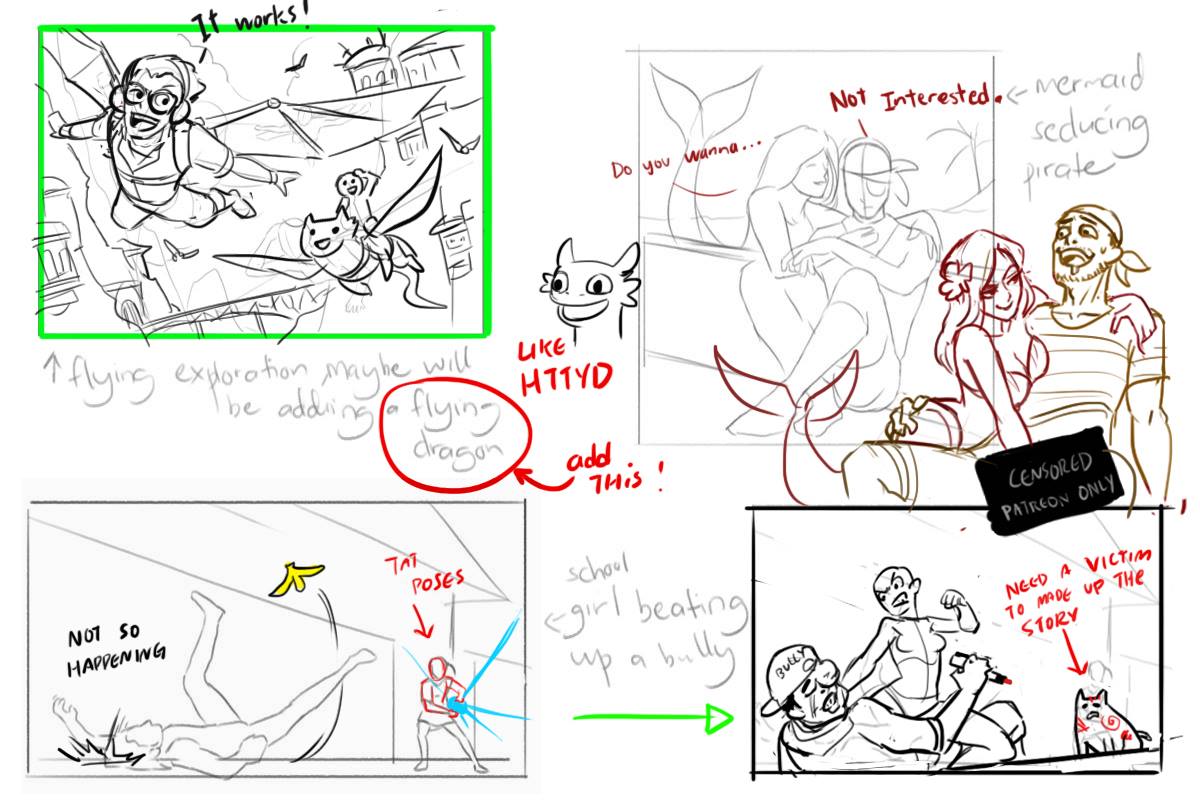 It works!
↑ flying exploration, maybe will
be adding a flying
dragon
LIKE
HTTYD
add
THis!
Not Interested.
Do you wanna...
← mermaid
seducing
pirate
CENSORED
PATREON ONLY
NOT SO
HAPPENING
TAT
POSES
school
← girl beating
up a bully
BULLY
NEED A VICTIM
TO MADE UP THE
STORY